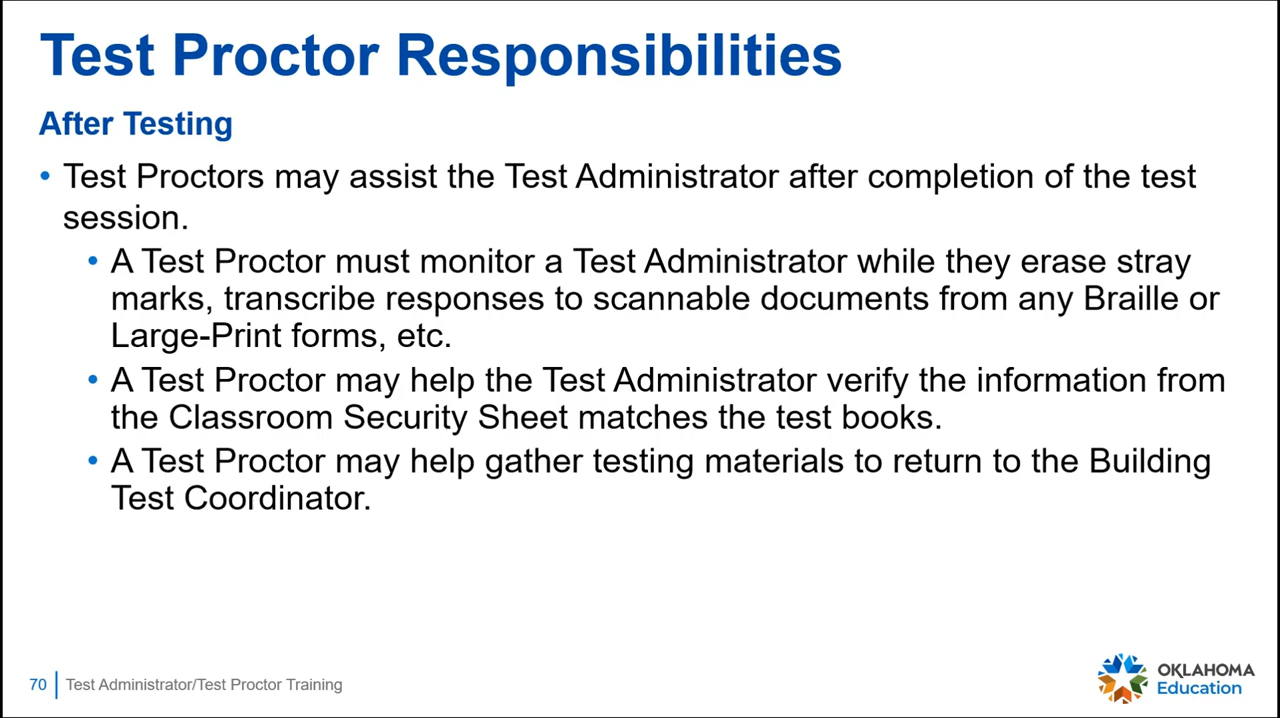 Test Proctor Responsibilities
After Testing
• Test Proctors may assist the Test Administrator after completion of the test
session.
• A Test Proctor must monitor a Test Administrator while they erase stray
marks, transcribe responses to scannable documents from any Braille or
Large-Print forms, etc.
• A Test Proctor may help the Test Administrator verify the information from
the Classroom Security Sheet matches the test books.
• A Test Proctor may help gather testing materials to return to the Building
Test Coordinator.
70 | Test Administrator/Test Proctor Training
OKLAHOMA
Education